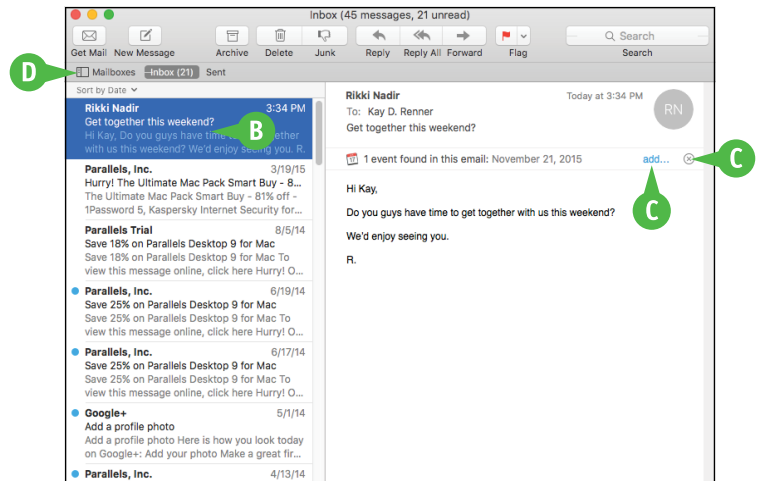 Inbox (45 messages, 21 unread)
Get Mail New Message Archive Delete Junk Reply Reply All Forward Flag Search
Search
D
Mailboxes Inbox (21) Sent
Sort by Date
Rikki Nadir 3:34 PM
Get together this weekend?
Hi Kay, Do you guys have time to get together
with us this weekend? We'd enjoy seeing you. R.
B
Parallels, Inc. 3/19/15
Hurry! The Ultimate Mac Pack Smart Buy - 8...
The Ultimate Mac Pack Smart Buy - 81% off -
1Password 5, Kaspersky Internet Security for...
Parallels Trial 8/5/14
Save 18% on Parallels Desktop 9 for Mac
Save 18% on Parallels Desktop 9 for Mac To
view this message online, click here Hurry! O...
Parallels, Inc. 6/19/14
Save 25% on Parallels Desktop 9 for Mac
Save 25% on Parallels Desktop 9 for Mac To
view this message online, click here Hurry! O...
Parallels, Inc. 6/17/14
Save 25% on Parallels Desktop 9 for Mac
Save 25% on Parallels Desktop 9 for Mac To
view this message online, click here Hurry! O...
Google+ 5/1/14
Add a profile photo
Add a profile photo Here is how you look today
on Google+: Add your photo Make a great fir...
Parallels, Inc. 4/13/14
Rikki Nadir Today at 3:34 PM
To: Kay D. Renner
Get together this weekend?
RN
17
1 event found in this email: November 21, 2015 add...
C
C
Hi Kay,
Do you guys have time to get together with us this weekend?
We'd enjoy seeing you.
R.